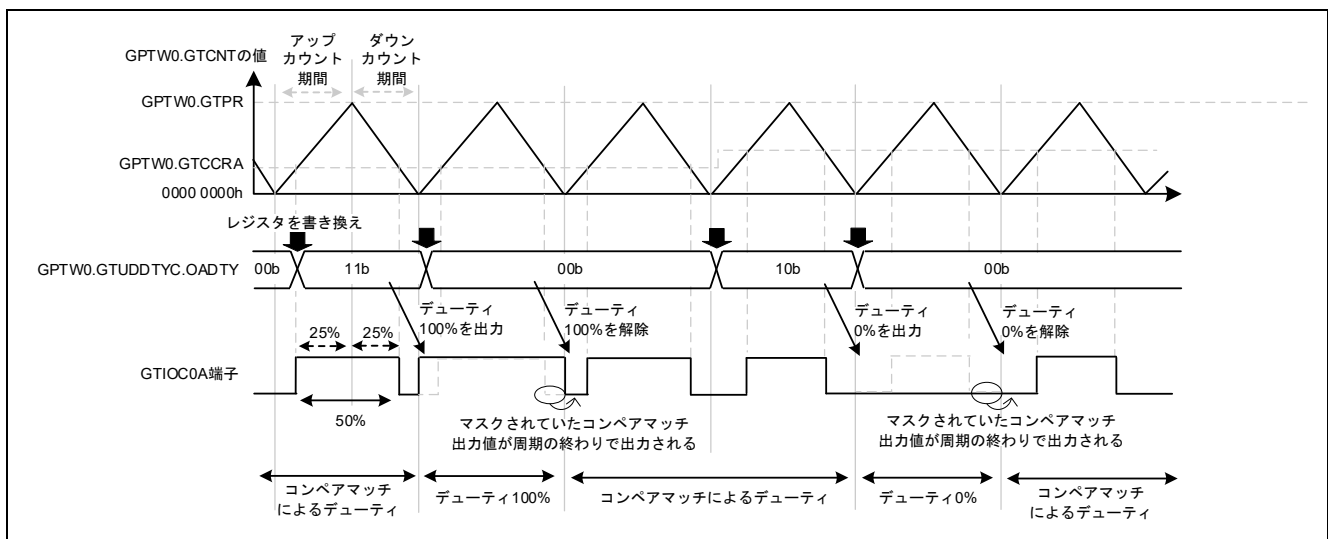 GPTW0.GTCNTの値
アップ
カウント
期間
ダウン
カウント
期間
GPTW0.GTPR
GPTW0.GTCCRA
0000 0000h
レジスタを書き換え
GPTW0.GTUDDTYC.OADTY
00b
11b
00b
10b
00b
デューティ
100%を出力
デューティ
100%を解除
デューティ
0%を出力
デューティ
0%を解除
25%
25%
GTIOC0A端子
50%
マスクされていたコンペアマッチ
出力値が周期の終わりで出力される
マスクされていたコンペアマッチ
出力値が周期の終わりで出力される
コンペアマッチ
によるデューティ
デューティ100%
コンペアマッチによるデューティ
デューティ0%
コンペアマッチ
によるデューティ